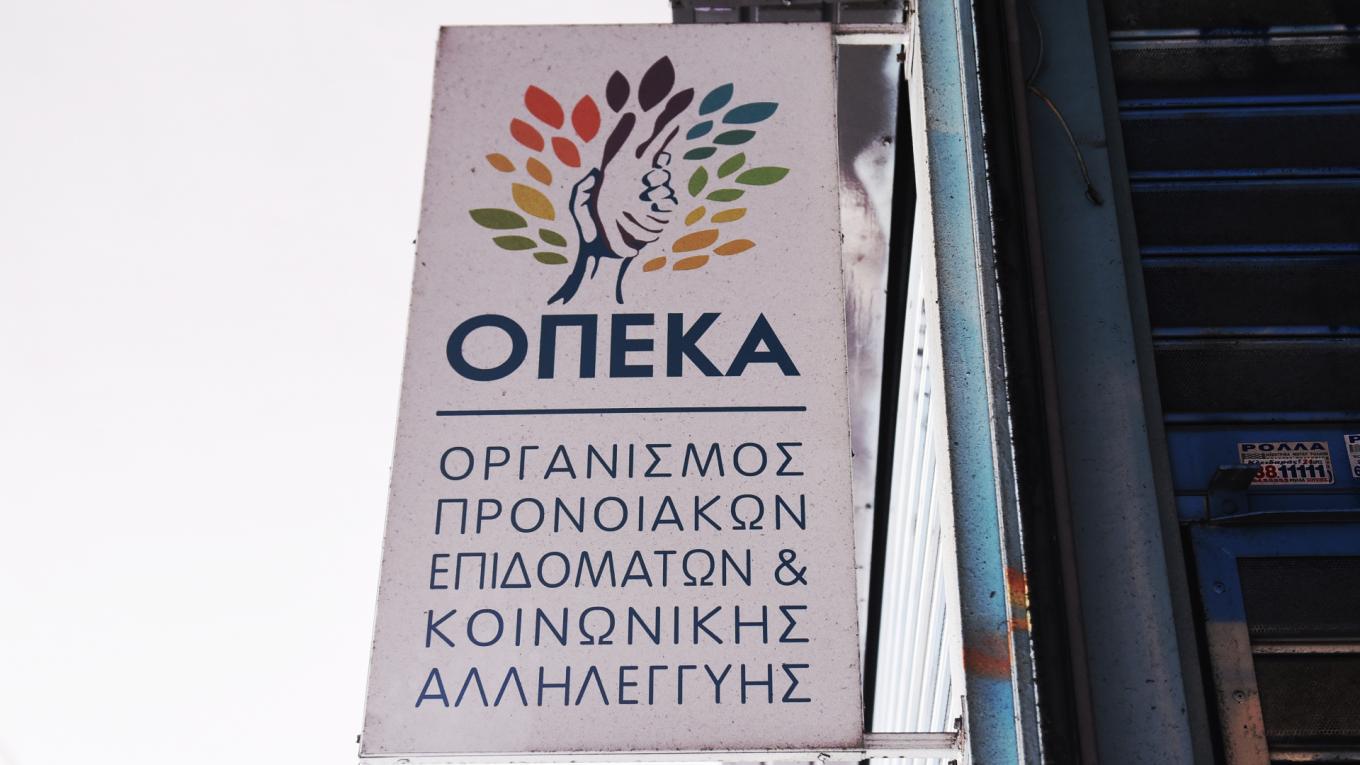 ΟΠΕΚΑ
ΟΡΓΑΝΙΣΜΟΣ
ΠΡΟΝΟΙΑΚΩΝ
ΕΠΙΔΟΜΑΤΩΝ &
ΚΟΙΝΩΝΙΚΗΣ
ΑΛΛΗΛΕΓΓΥΗΣ
ΡΟΛΛΑ